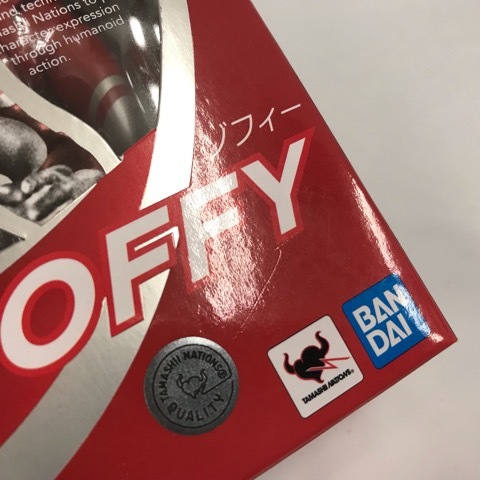 and techni
ashii Nations to p
character expression
through humanoid
action.
ゾフィー
OFFY
TAMASHII NATIONS®
QUALITY
TAMASHII NATIONS®
BAN
DAI